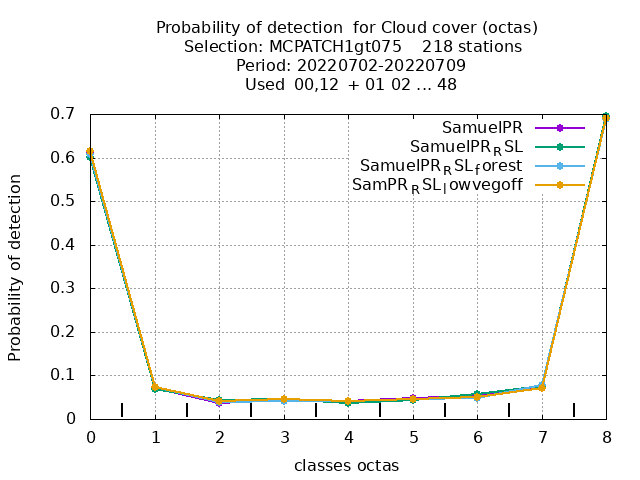 Probability of detection  for Cloud cover (octas)
Selection: MCPATCH1gt075    218 stations
Period: 20220702-20220709
Used  00,12  + 01 02 ... 48
0.7
0.6
0.5
0.4
0.3
0.2
0.1
0
Probability of detection
SamuelPR
SamuelPR_RSL
SamuelPR_RSL_forest
SamPR_RSL_lowvegoff
0 1 2 3 4 5 6 7 8
classes octas